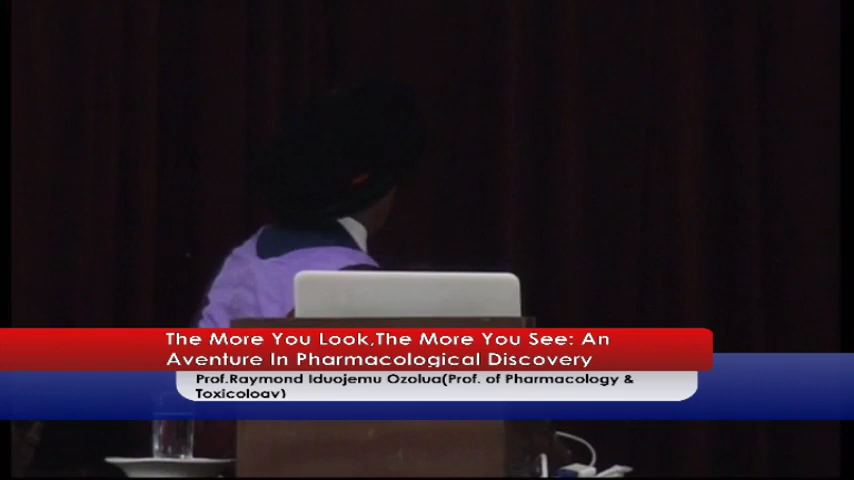 The More You Look,The More You See: An
Aventure In Pharmacological Discovery
Prof.Raymond Iduojemu Ozolua(Prof. of Pharmacology &
Toxicology)